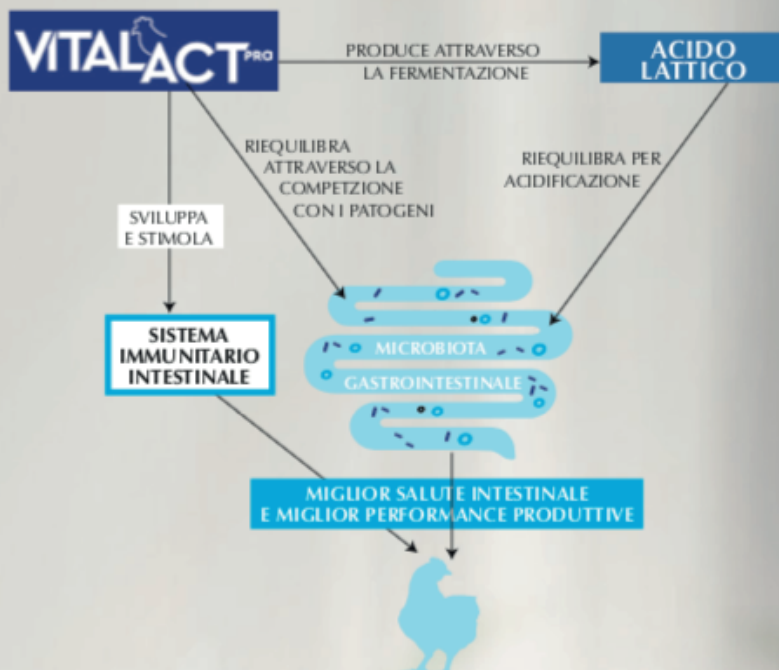 VITALACT PRO
PRODUCE ATTRAVERSO
LA FERMENTAZIONE
ACIDO
LATTICO
RIEQUILIBRA
ATTRAVERSO LA
COMPETZIONE
CON I PATOGENI
RIEQUILIBRA PER
ACIDIFICAZIONE
SVILUPPA
E STIMOLA
SISTEMA
IMMUNITARIO
INTESTINALE
MICROBIOTA
GASTROINTESTINALE
MIGLIOR SALUTE INTESTINALE
E MIGLIOR PERFORMANCE PRODUTTIVE